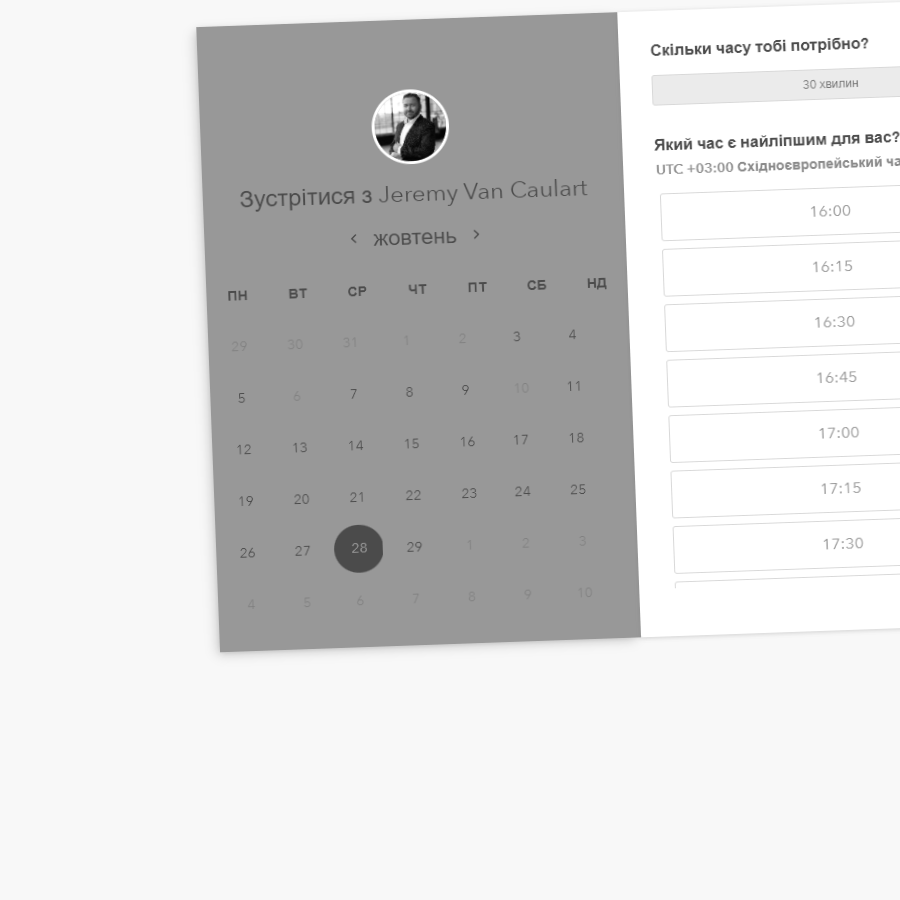 Зустрітися з Jeremy Van Caulart
< жовтень >
ПН ВТ СР ЧТ ПТ СБ НД
29 30 31 1 2 3 4
5 6 7 8 9 10 11
12 13 14 15 16 17 18
19 20 21 22 23 24 25
26 27 28 29 1 2 3
4 5 6 7 8 9 10
Скільки часу тобі потрібно?
30 хвилин
Який час є найліпшим для вас?
UTC +03:00 Східноєвропейський ча
16:00
16:15
16:30
16:45
17:00
17:15
17:30